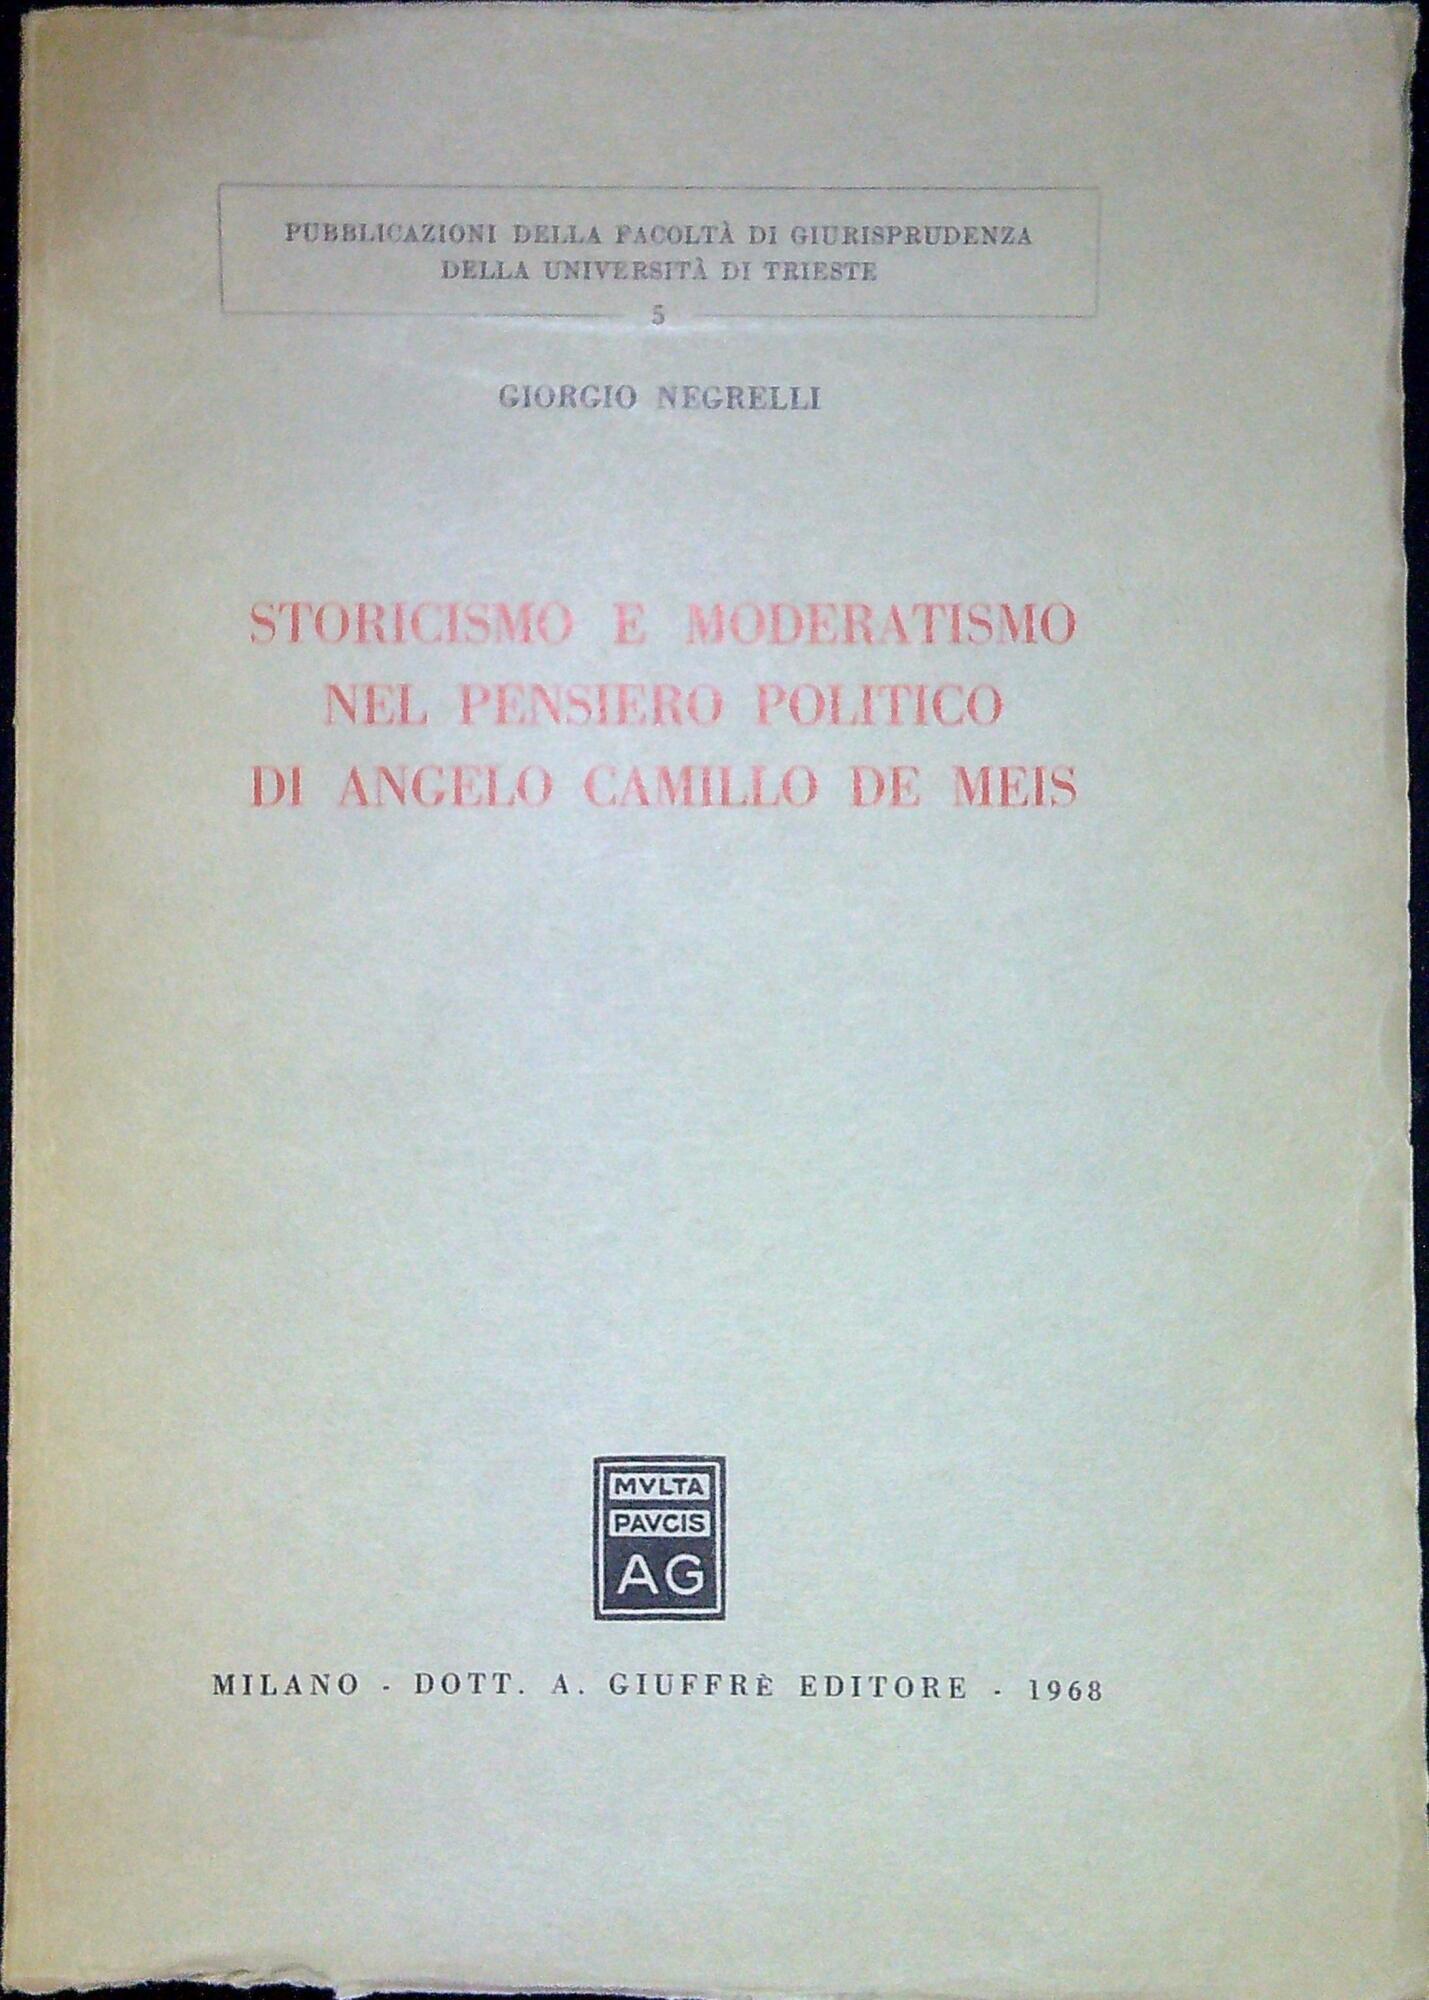 PUBBLICAZIONI DELLA FACOLTÀ DI GIURISPRUDENZA
DELLA UNIVERSITÀ DI TRIESTE
5
GIORGIO NEGRELLI
STORICISMO E MODERATISMO
NEL PENSIERO POLITICO
DI ANGELO CAMILLO DE MEIS
MVLTA
PAVCIS
AG
MILANO - DOTT. A. GIUFFRÈ EDITORE - 1968